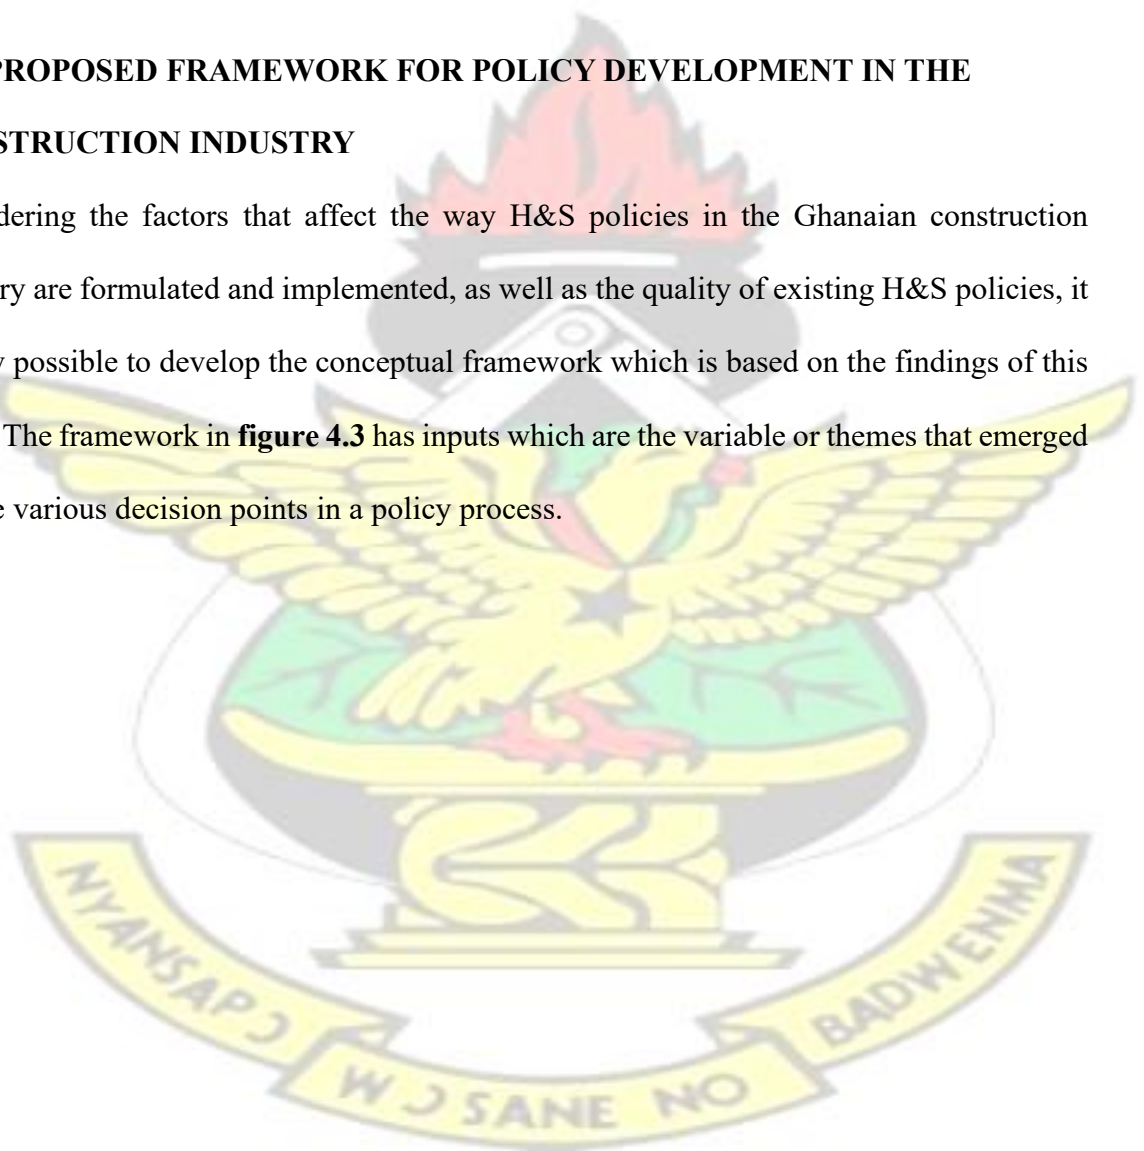 PROPOSED FRAMEWORK FOR POLICY DEVELOPMENT IN THE
STRUCTION INDUSTRY
dering the factors that affect the way H&S policies in the Ghanaian construction
ry are formulated and implemented, as well as the quality of existing H&S policies, it
possible to develop the conceptual framework which is based on the findings of this
The framework in figure 4.3 has inputs which are the variable or themes that emerged
various decision points in a policy process.
NYANSAPƆ
WƆSANE NO
BADWENMA